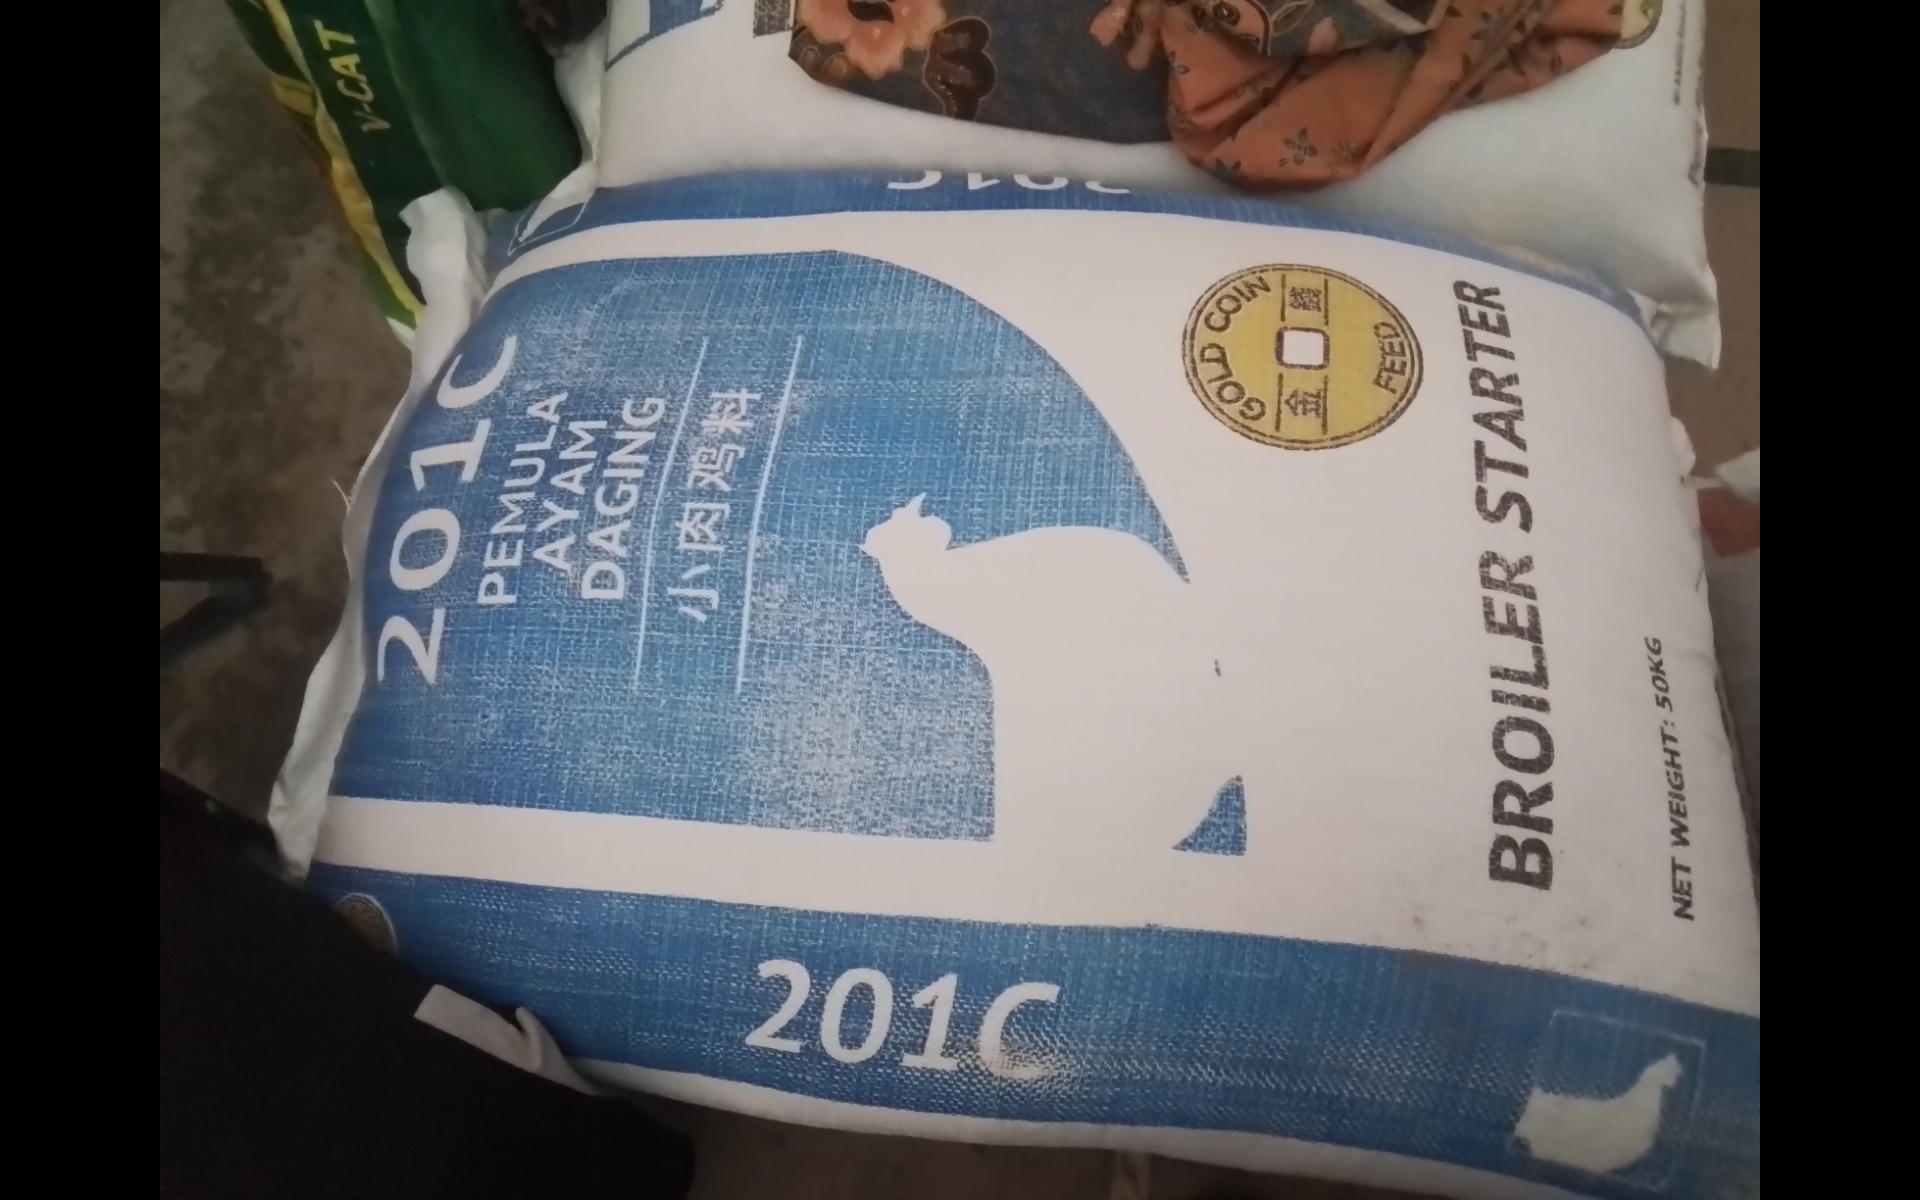 V-CAT
201C
201C
PEMULA
AYAM
DAGING
小肉鸡料
GOLD COIN
金 錢
FEED
BROILER STARTER
NET WEIGHT: 50KG
201C